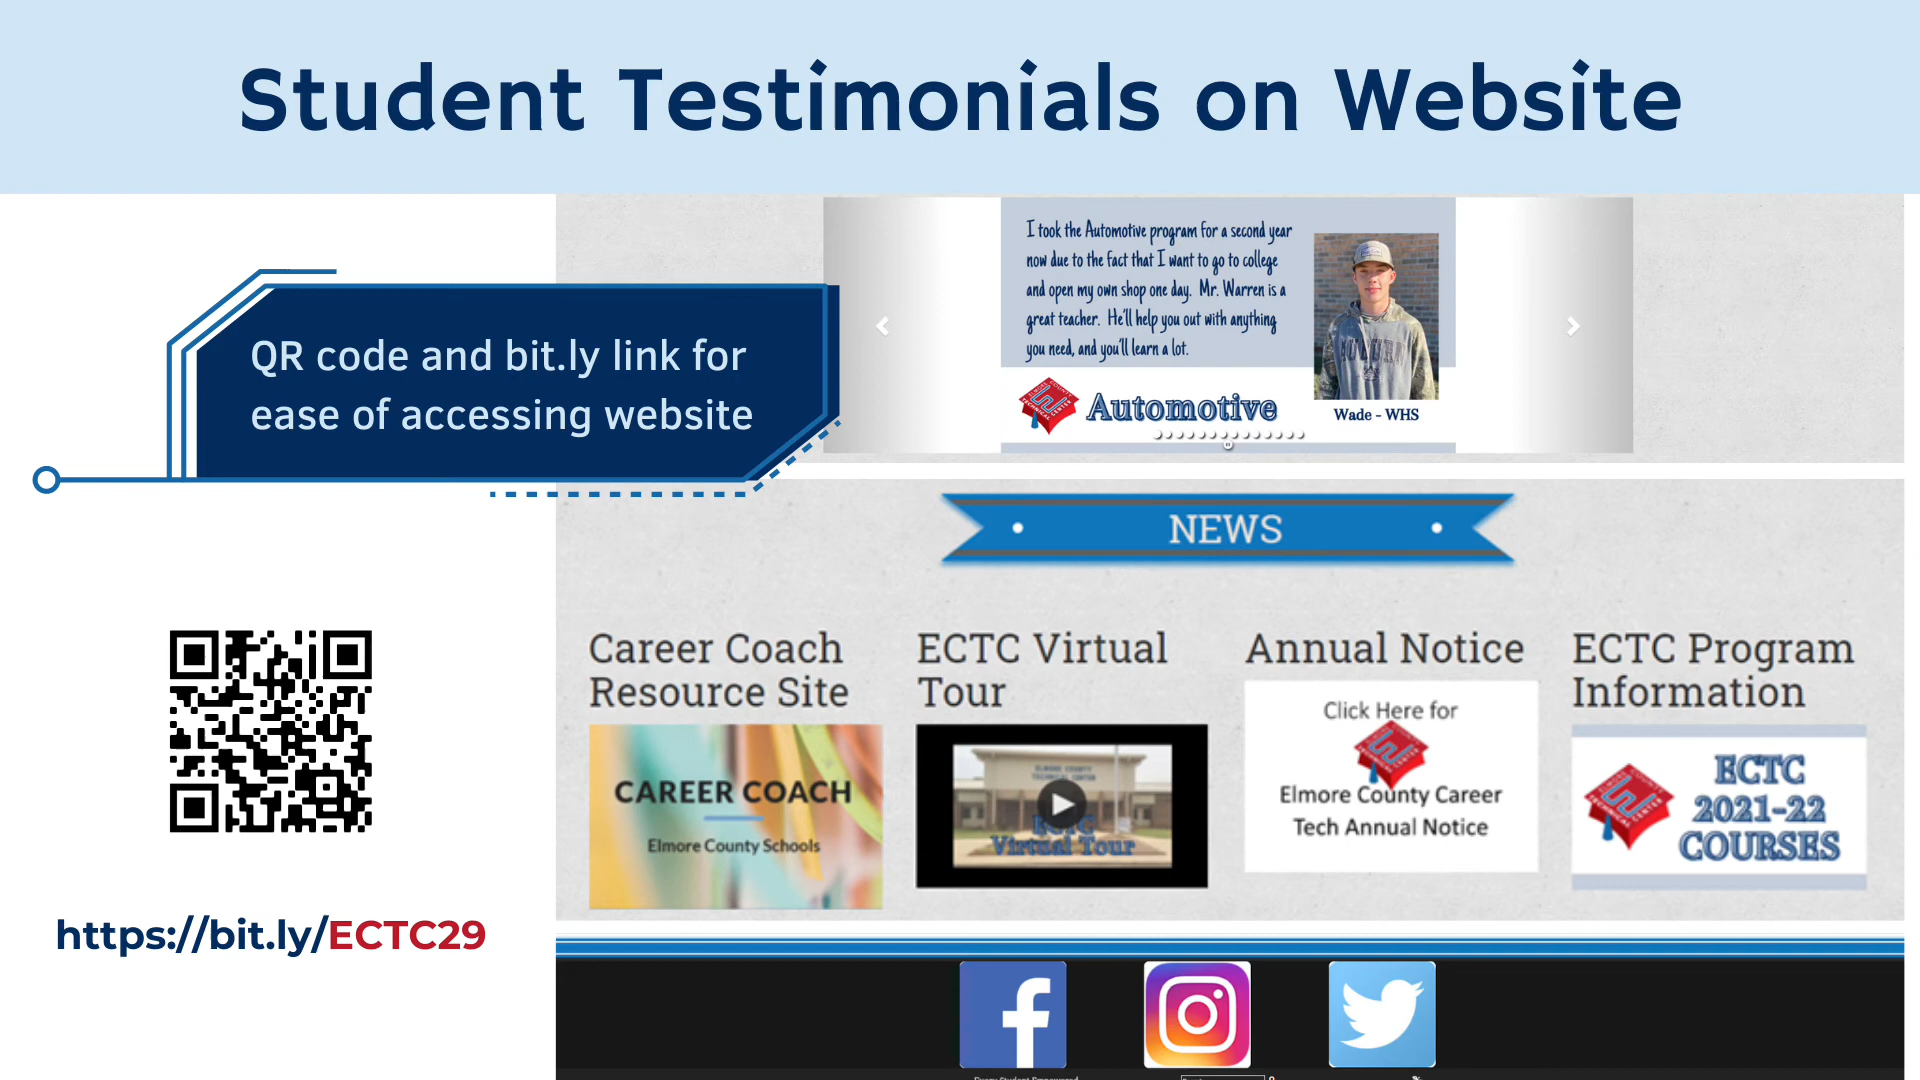 Student Testimonials on Website
QR code and bit.ly link for
ease of accessing website
https://bit.ly/ECTC29
I took the Automotive program for a second year
now due to the fact that I want to go to college
and open my own shop one day. Mr. Warren is a
great teacher. He'll help you out with anything
you need, and you'll learn a lot.
Automotive
Wade - WHS
NEWS
Career Coach
Resource Site
CAREER COACH
Elmore County Schools
ECTC Virtual
Tour
ELMORE COUNTY
TECHNICAL CENTER
ECTC
Virtual Tour
Annual Notice
Click Here for
Elmore County Career
Tech Annual Notice
ECTC Program
Information
ECTC
2021-22
COURSES